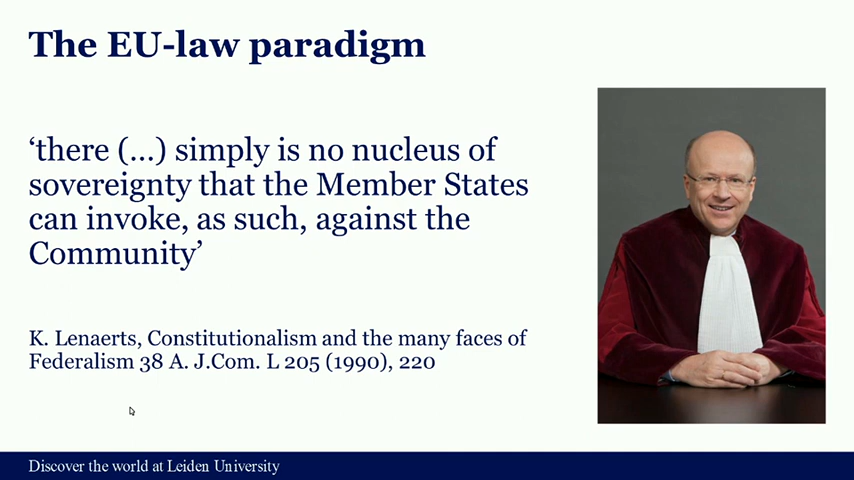 The EU-law paradigm
‘there (...) simply is no nucleus of
sovereignty that the Member States
can invoke, as such, against the
Community’
K. Lenaerts, Constitutionalism and the many faces of
Federalism 38 A. J.Com. L 205 (1990), 220
Discover the world at Leiden University